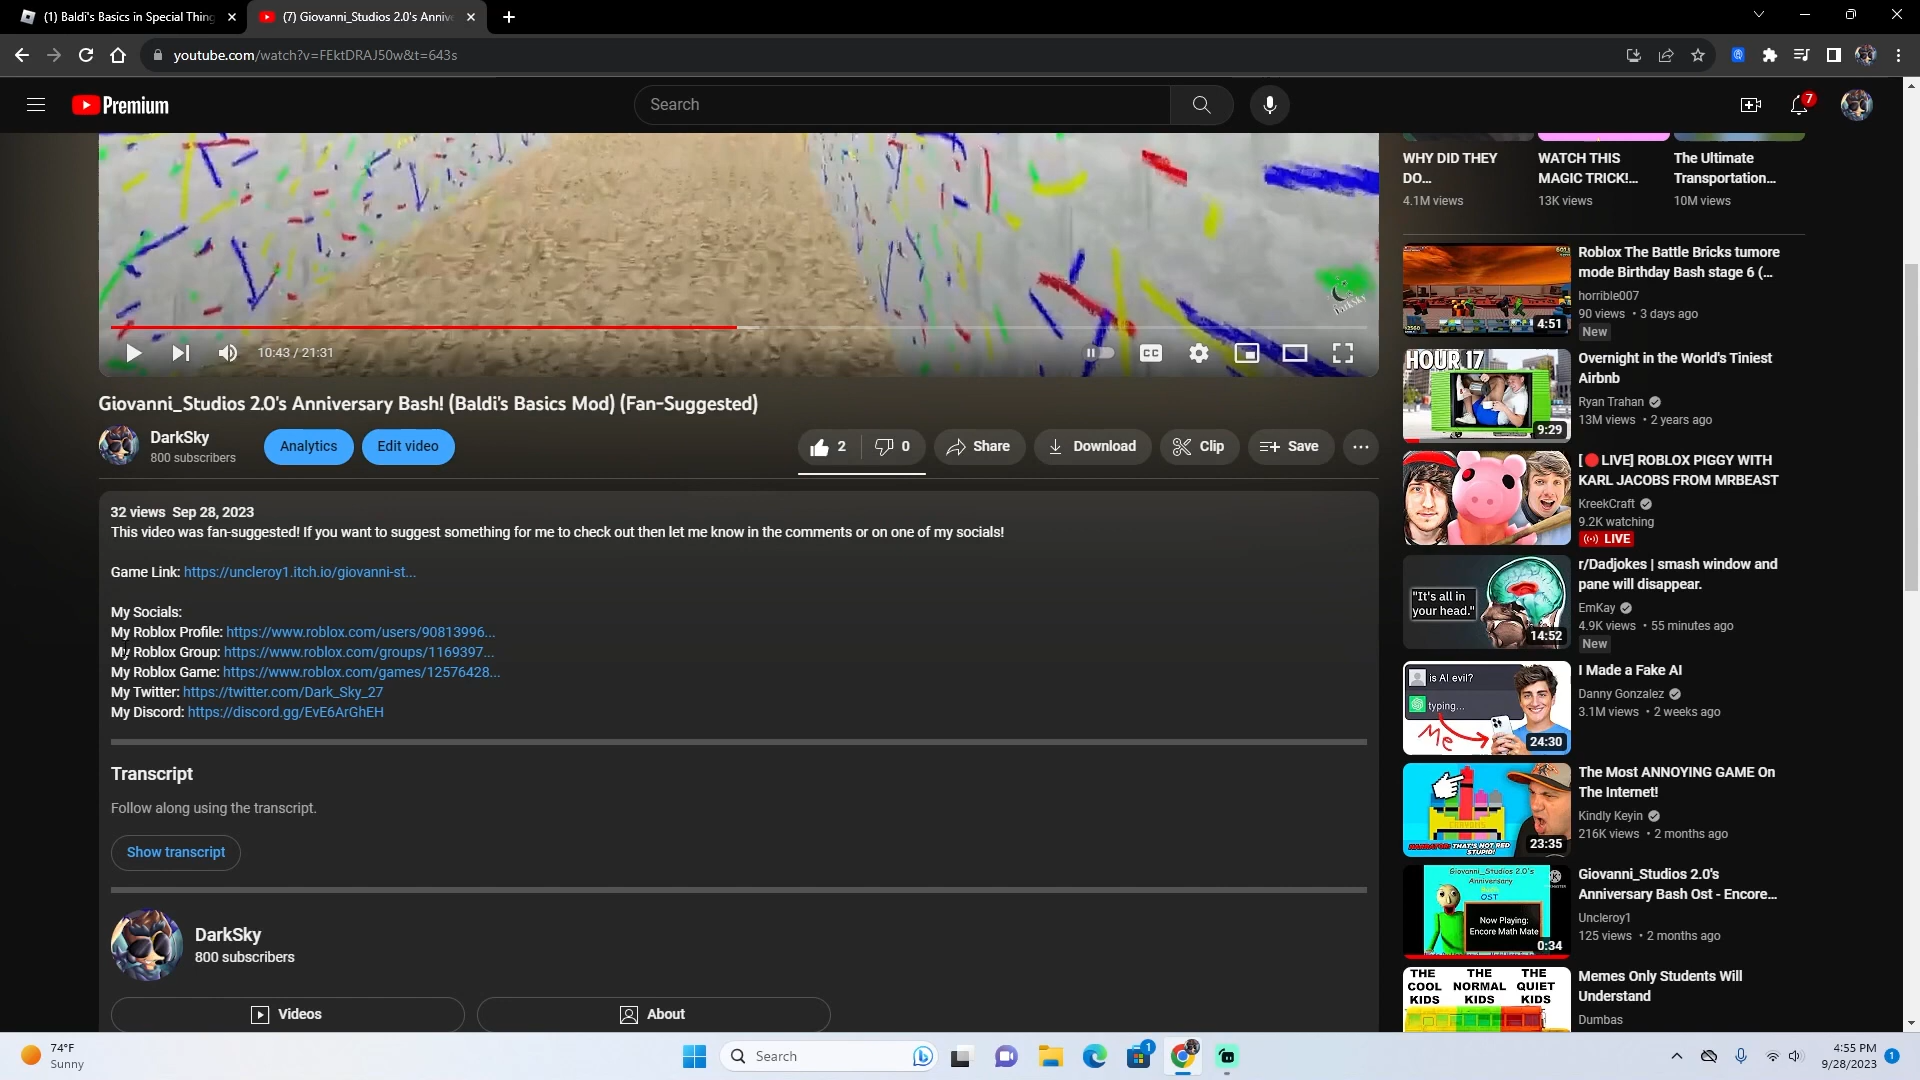 (1) Baldi's Basics in Special Thing
(7) Giovanni_Studios 2.0's Annive
youtube.com/watch?v=FEktDRAJ50w&t=643s
Premium
Search
7
WHY DID THEY
DO...
4.1M views
WATCH THIS
MAGIC TRICK!...
13K views
The Ultimate
Transportation...
10M views
DarkSky
10:43 / 21:31
CC
Giovanni_Studios 2.0's Anniversary Bash! (Baldi's Basics Mod) (Fan-Suggested)
DarkSky
800 subscribers
Analytics
Edit video
2
0
Share
Download
Clip
Save
32 views Sep 28, 2023
This video was fan-suggested! If you want to suggest something for me to check out then let me know in the comments or on one of my socials!
Game Link: https://uncleroy1.itch.io/giovanni-st...
My Socials:
My Roblox Profile: https://www.roblox.com/users/90813996...
My Roblox Group: https://www.roblox.com/groups/1169397...
My Roblox Game: https://www.roblox.com/games/12576428...
My Twitter: https://twitter.com/Dark_Sky_27
My Discord: https://discord.gg/EvE6ArGhEH
Transcript
Follow along using the transcript.
Show transcript
DarkSky
800 subscribers
Videos
About
4:51
Roblox The Battle Bricks tumore
mode Birthday Bash stage 6 (...
horrible007
90 views • 3 days ago
New
HOUR 17
9:29
Overnight in the World's Tiniest
Airbnb
Ryan Trahan
13M views • 2 years ago
[🔴LIVE] ROBLOX PIGGY WITH
KARL JACOBS FROM MRBEAST
KreekCraft
9.2K watching
LIVE
"It's all in
your head."
14:52
r/Dadjokes | smash window and
pane will disappear.
EmKay
4.9K views • 55 minutes ago
New
is AI evil?
typing...
Me
24:30
I Made a Fake AI
Danny Gonzalez
3.1M views • 2 weeks ago
CRAYONS
NARRATOR: THAT'S NOT RED
STUPID!
23:35
The Most ANNOYING GAME On
The Internet!
Kindly Keyin
216K views • 2 months ago
Giovanni_Studios 2.0's
Anniversary
OST
Now Playing:
Encore Math Mate
0:34
Giovanni_Studios 2.0's
Anniversary Bash Ost - Encore...
Uncleroy1
125 views • 2 months ago
THE COOL KIDS
THE NORMAL KIDS
THE QUIET KIDS
Memes Only Students Will
Understand
Dumbas
74°F
Sunny
Search
1
4:55 PM
9/28/2023
1